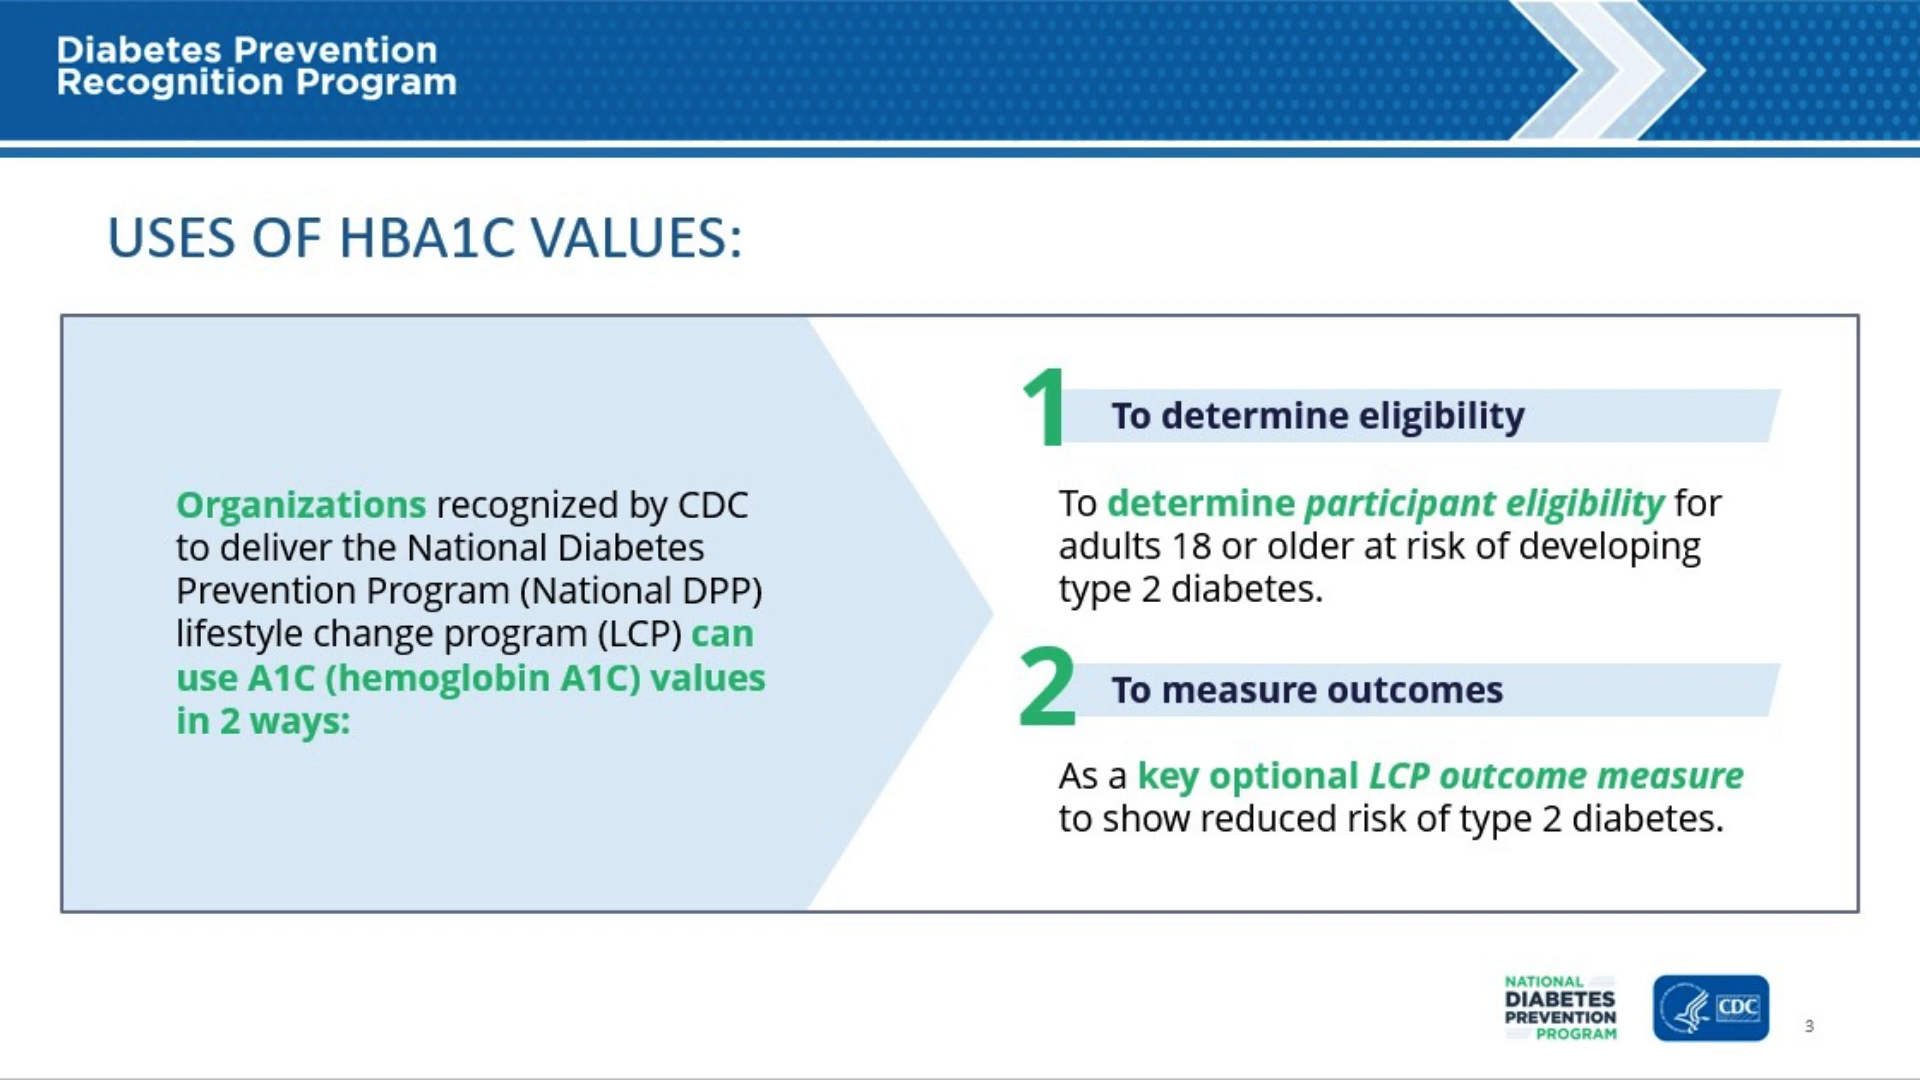 Diabetes Prevention
Recognition Program
USES OF HBA1C VALUES:
Organizations recognized by CDC
to deliver the National Diabetes
Prevention Program (National DPP)
lifestyle change program (LCP) can
use A1C (hemoglobin A1C) values
in 2 ways:
1
To determine eligibility
To determine participant eligibility for
adults 18 or older at risk of developing
type 2 diabetes.
2
To measure outcomes
As a key optional LCP outcome measure
to show reduced risk of type 2 diabetes.
NATIONAL
DIABETES
PREVENTION
PROGRAM
CDC
3